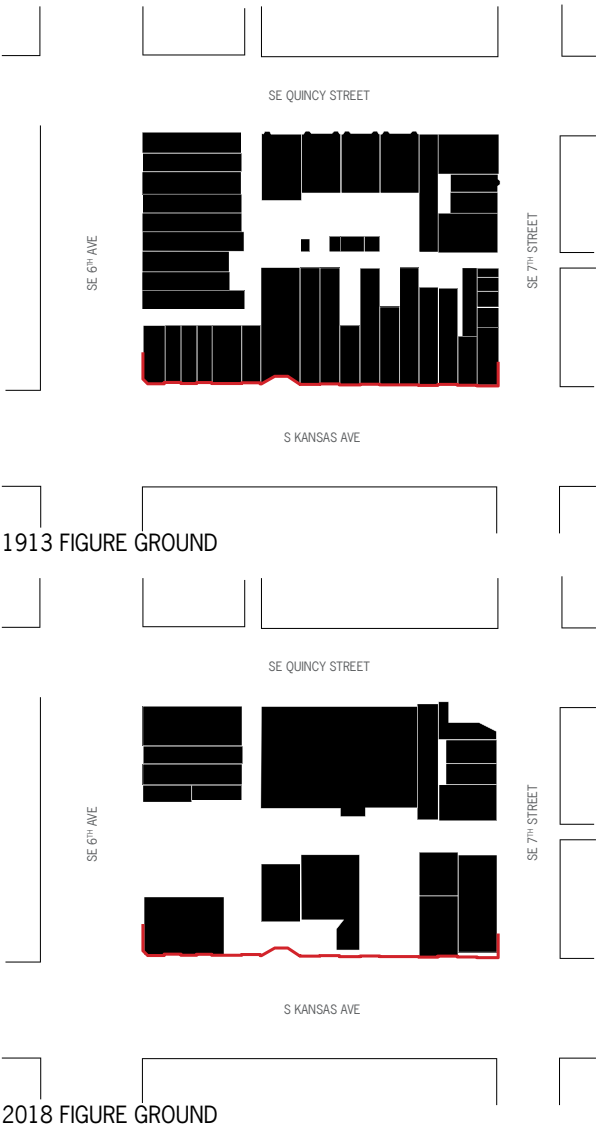 SE QUINCY STREET
SE 6TH AVE
SE 7TH STREET
S KANSAS AVE
1913 FIGURE GROUND
SE QUINCY STREET
SE 6TH AVE
SE 7TH STREET
S KANSAS AVE
2018 FIGURE GROUND